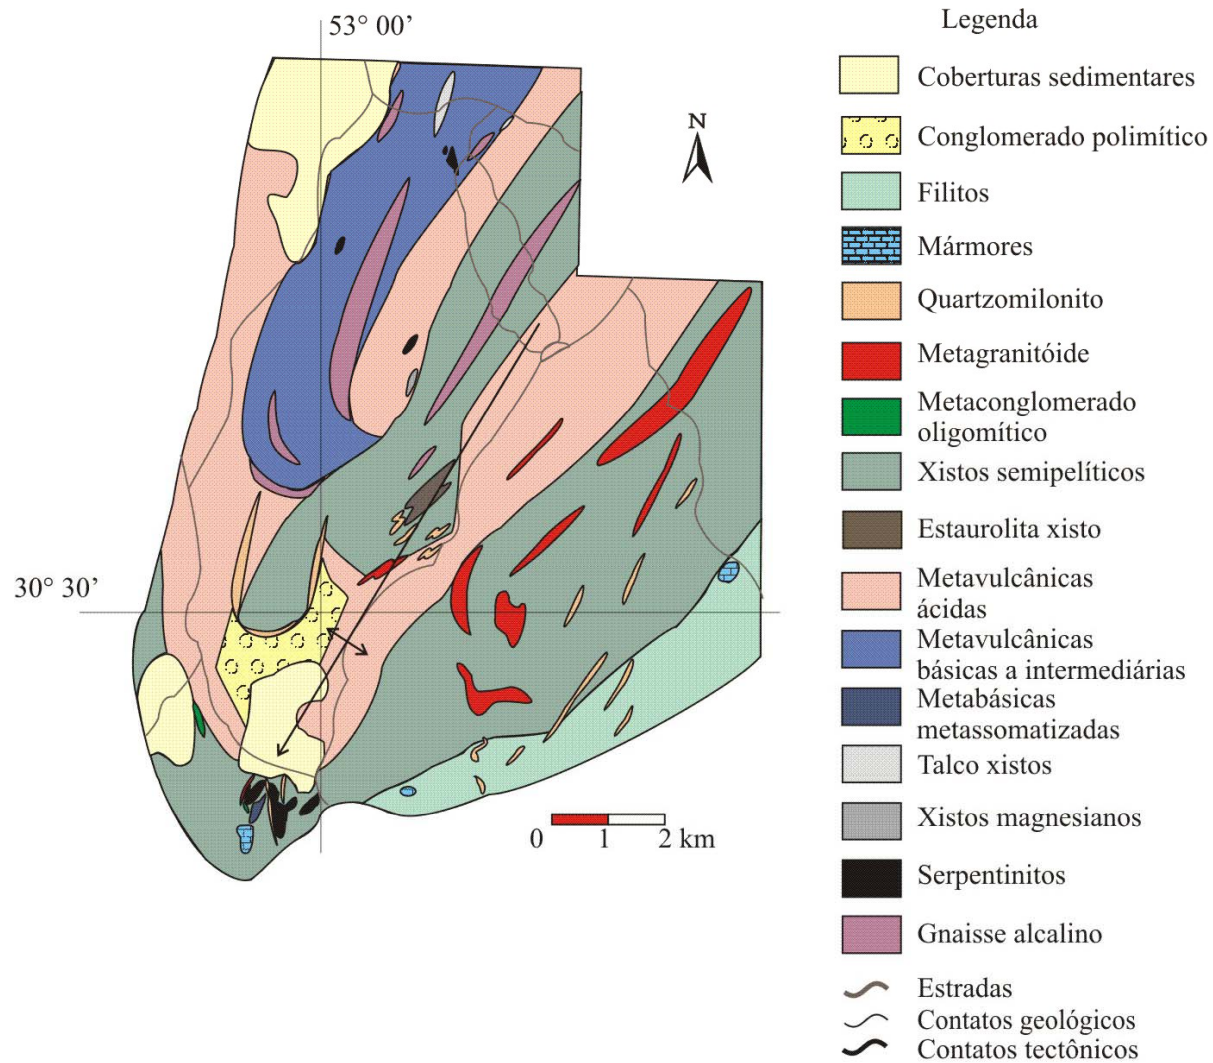 53° 00’
Legenda
Coberturas sedimentares
Conglomerado polimítico
N
Filitos
Mármores
Quartzomilonito
Metagranitóide
Metaconglomerado
oligomítico
Xistos semipelíticos
Estaurolita xisto
30° 30’
Metavulcânicas
ácidas
Metavulcânicas
básicas a intermediárias
Metabásicas
metassomatizadas
Talco xistos
Xistos magnesianos
0 1 2 km
Serpentinitos
Gnaisse alcalino
Estradas
Contatos geológicos
Contatos tectônicos